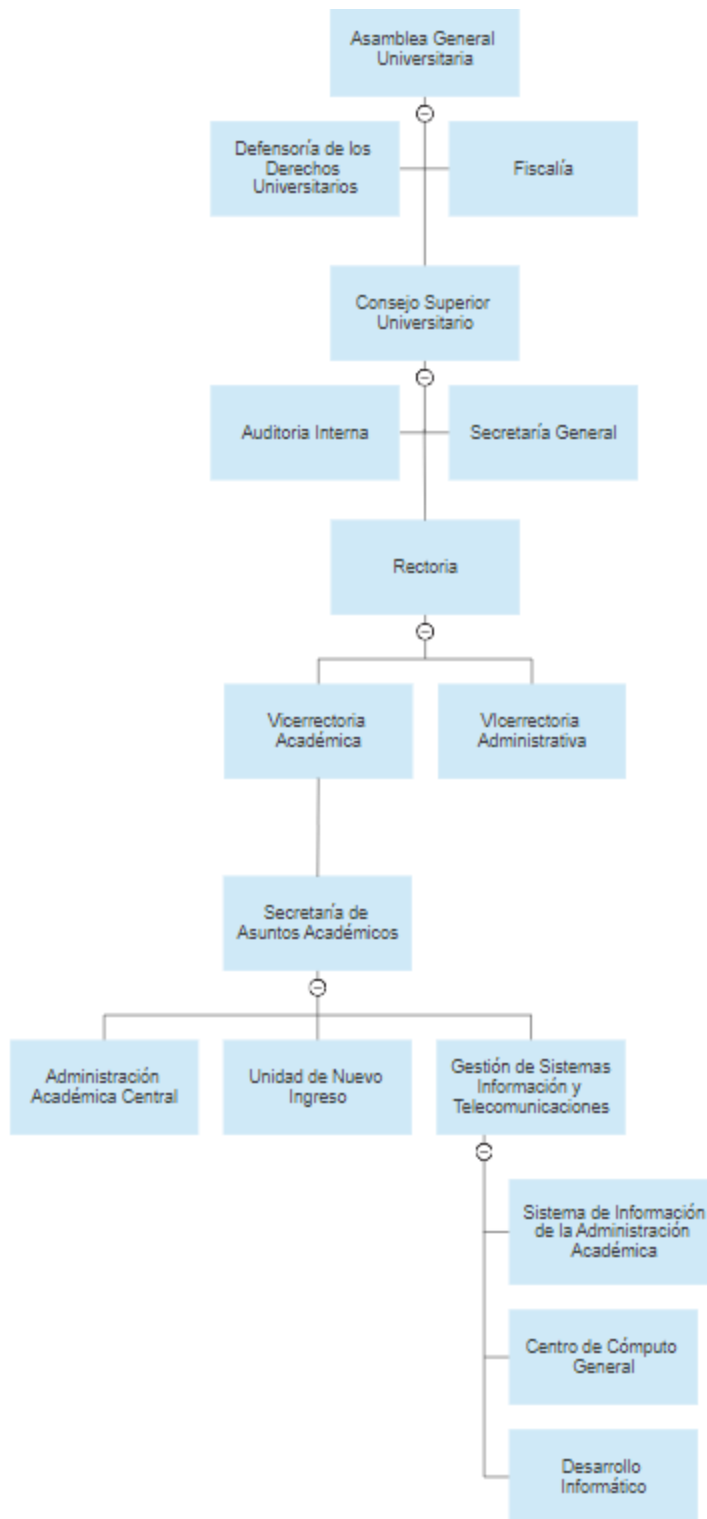 Asamblea General
Universitaria
Defensoría de los
Derechos
Universitarios
Fiscalía
Consejo Superior
Universitario
Auditoria Interna
Secretaría General
Rectoria
Vicerrectoria
Académica
VIcerrectoria
Administrativa
Secretaría de
Asuntos Académicos
Administración
Académica Central
Unidad de Nuevo
Ingreso
Gestión de Sistemas
Información y
Telecomunicaciones
Sistema de Información
de la Administración
Académica
Centro de Cómputo
General
Desarrollo
Informático